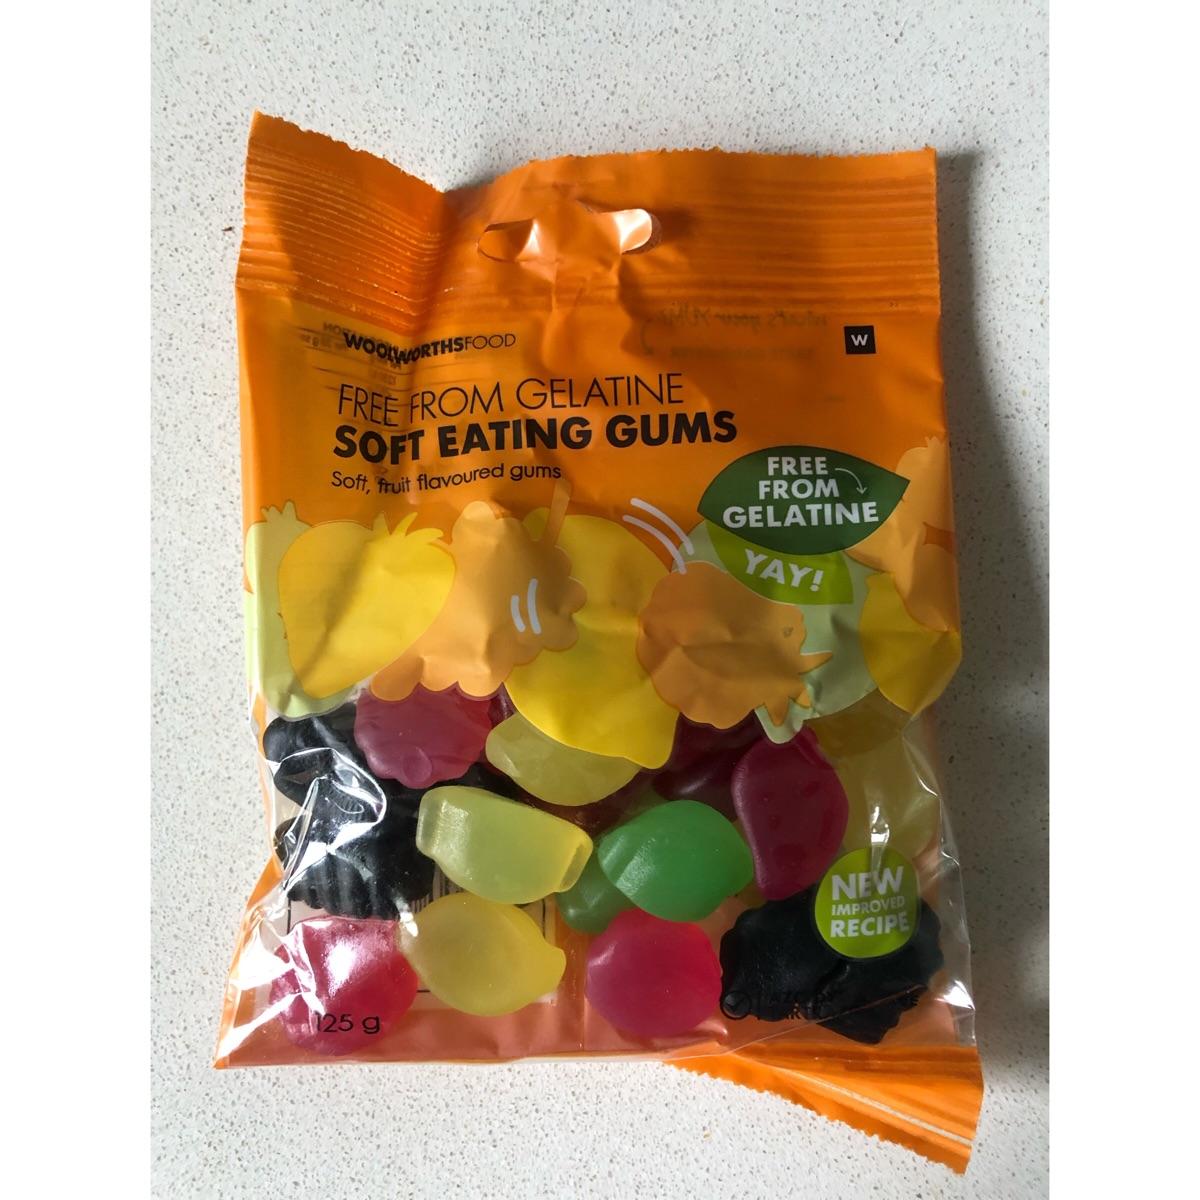 WOOLWORTHSFOOD
W
FREE FROM GELATINE
SOFT EATING GUMS
Soft, fruit flavoured gums
FREE
FROM
GELATINE
YAY!
NEW
IMPROVED
RECIPE
125 g